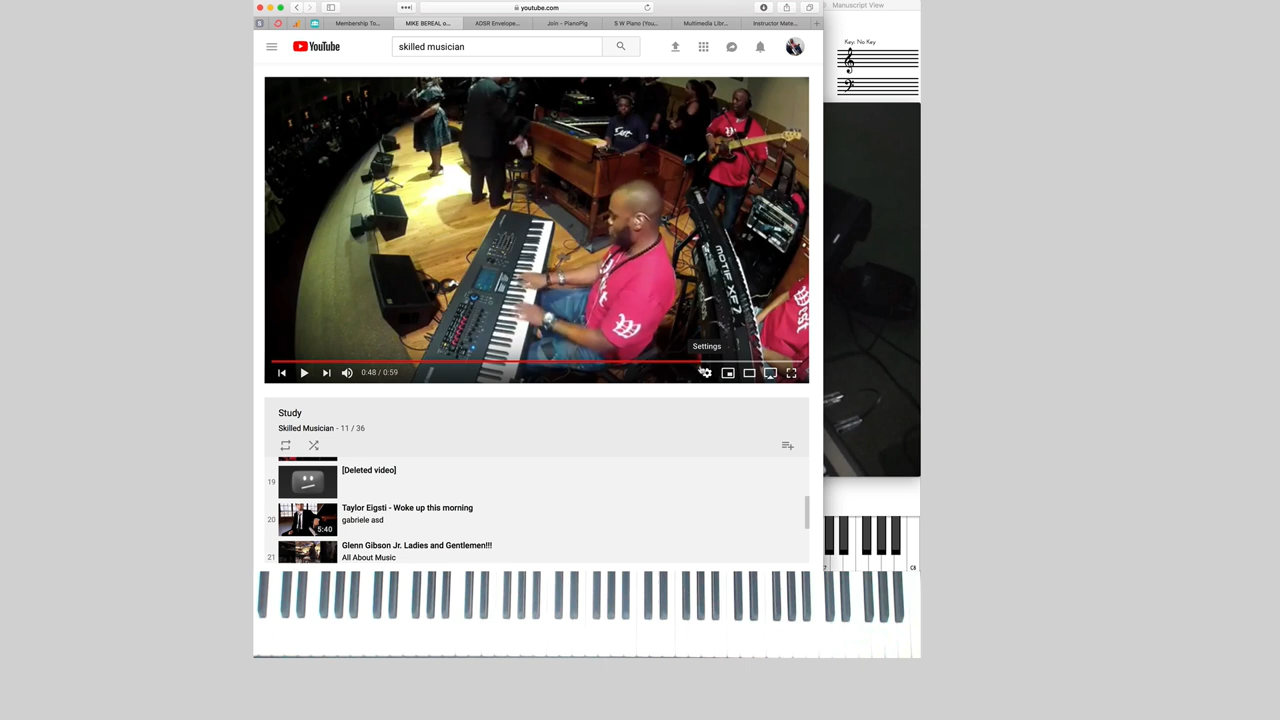 youtube.com
Manuscript View
Membership To...
MIKE BEREAL o...
ADSR Envelope...
Join - PianoPig
S W Piano (You...
Multimedia Libr...
Instructor Mate...
YouTube
skilled musician
Key: No Key
MOTIF XF7
W
Settings
0:48 / 0:59
Study
Skilled Musician - 11 / 36
19
[Deleted video]
20
5:40
Taylor Eigsti - Woke up this morning
gabriele asd
21
Glenn Gibson Jr. Ladies and Gentlemen!!!
All About Music
C8